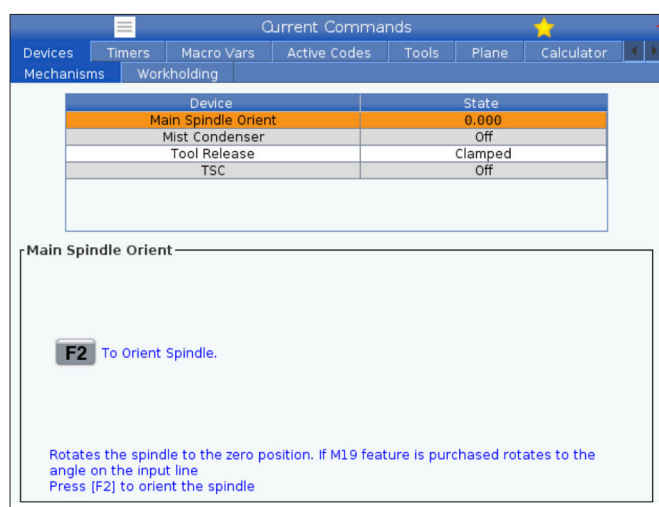 Current Commands
Devices Timers Macro Vars Active Codes Tools Plane Calculator
Mechanisms Workholding
Device State
Main Spindle Orient 0.000
Mist Condenser Off
Tool Release Clamped
TSC Off
Main Spindle Orient
F2 To Orient Spindle.
Rotates the spindle to the zero position. If M19 feature is purchased rotates to the
angle on the input line
Press [F2] to orient the spindle